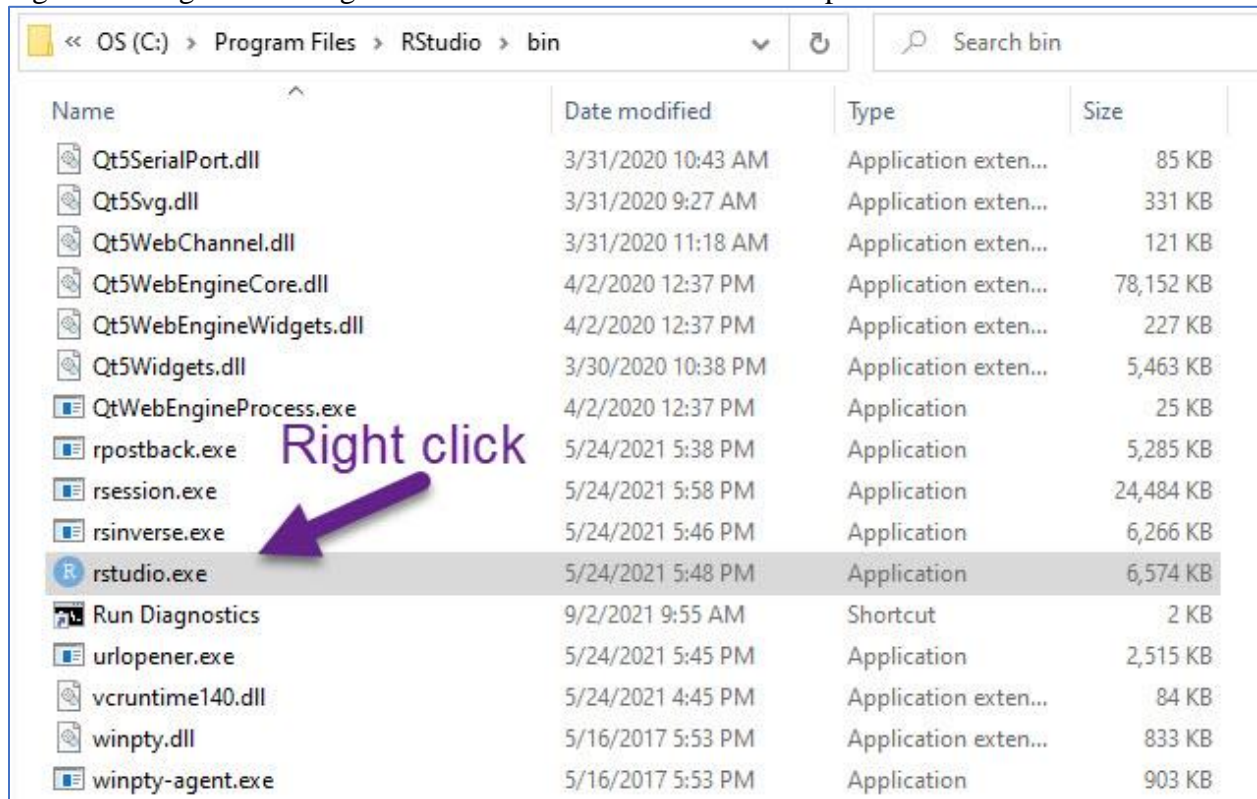 « OS (C:) > Program Files > RStudio > bin Search bin
Name Date modified Type Size
Qt5SerialPort.dll 3/31/2020 10:43 AM Application exten... 85 KB
Qt5Svg.dll 3/31/2020 9:27 AM Application exten... 331 KB
Qt5WebChannel.dll 3/31/2020 11:18 AM Application exten... 121 KB
Qt5WebEngineCore.dll 4/2/2020 12:37 PM Application exten... 78,152 KB
Qt5WebEngineWidgets.dll 4/2/2020 12:37 PM Application exten... 227 KB
Qt5Widgets.dll 3/30/2020 10:38 PM Application exten... 5,463 KB
QtWebEngineProcess.exe 4/2/2020 12:37 PM Application 25 KB
rpostback.exe 5/24/2021 5:38 PM Application 5,285 KB
Right click
rsession.exe 5/24/2021 5:58 PM Application 24,484 KB
rsinverse.exe 5/24/2021 5:46 PM Application 6,266 KB
R rstudio.exe 5/24/2021 5:48 PM Application 6,574 KB
Run Diagnostics 9/2/2021 9:55 AM Shortcut 2 KB
urlopener.exe 5/24/2021 5:45 PM Application 2,515 KB
vcruntime140.dll 5/24/2021 4:45 PM Application exten... 84 KB
winpty.dll 5/16/2017 5:53 PM Application exten... 833 KB
winpty-agent.exe 5/16/2017 5:53 PM Application 903 KB